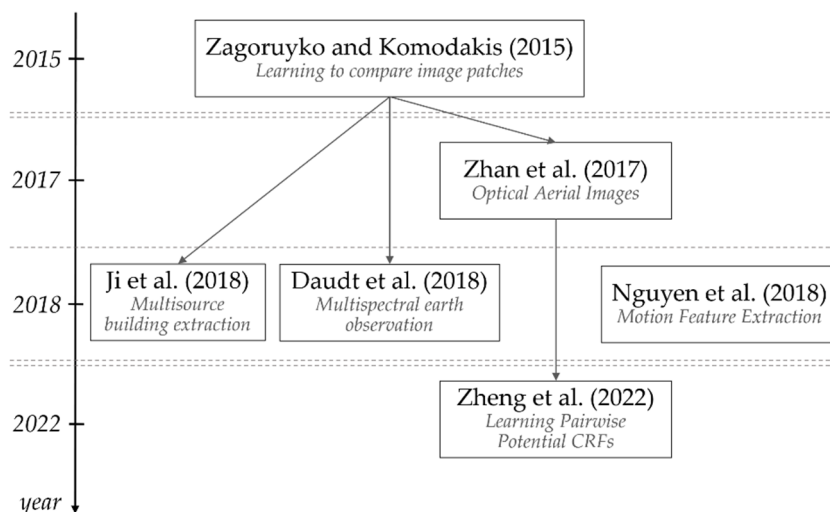 2015
Zagoruyko and Komodakis (2015)
Learning to compare image patches
2017
Zhan et al. (2017)
Optical Aerial Images
2018
Ji et al. (2018)
Multisource
building extraction
Daudt et al. (2018)
Multispectral earth
observation
Nguyen et al. (2018)
Motion Feature Extraction
2022
Zheng et al. (2022)
Learning Pairwise
Potential CRFs
year